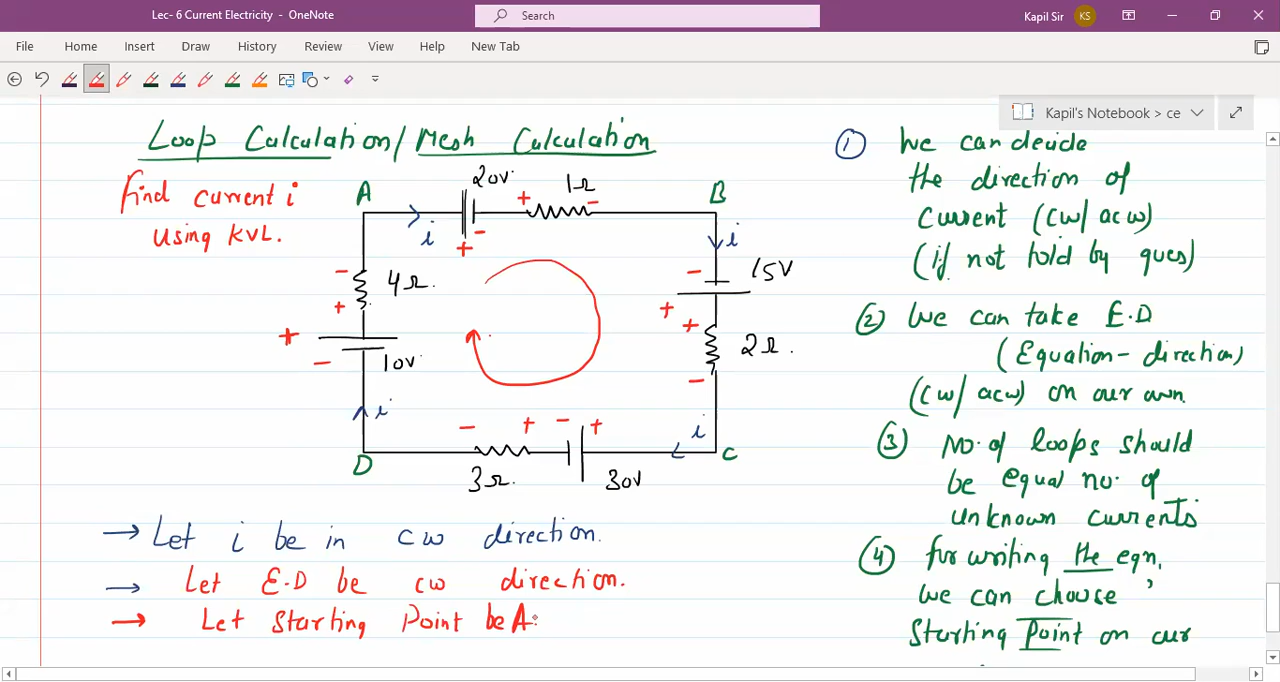 Lec- 6 Current Electricity - OneNote
Search
Kapil Sir KS
File Home Insert Draw History Review View Help New Tab
Kapil's Notebook > ce
Loop Calculation/Mesh Calculation
find current i
using KVL.
A
20v
+ -
1Ω
+ -
B
i
i
- 15V
+
+ 2Ω.
-
- 4Ω.
+
+
- 10v
i
i
D
- +
3Ω.
- +
30V
C
→ Let i be in cw direction.
→ Let E.D be cw direction.
→ Let Starting Point be A
① We can decide
the direction of
current (cw/acw)
(if not told by ques)
② We can take E.D
(Equation-direction)
(cw/acw) on our own.
③ No. of loops should
be equal no. of
unknown currents
④ for writing the eqn,
we can choose
starting Point on our